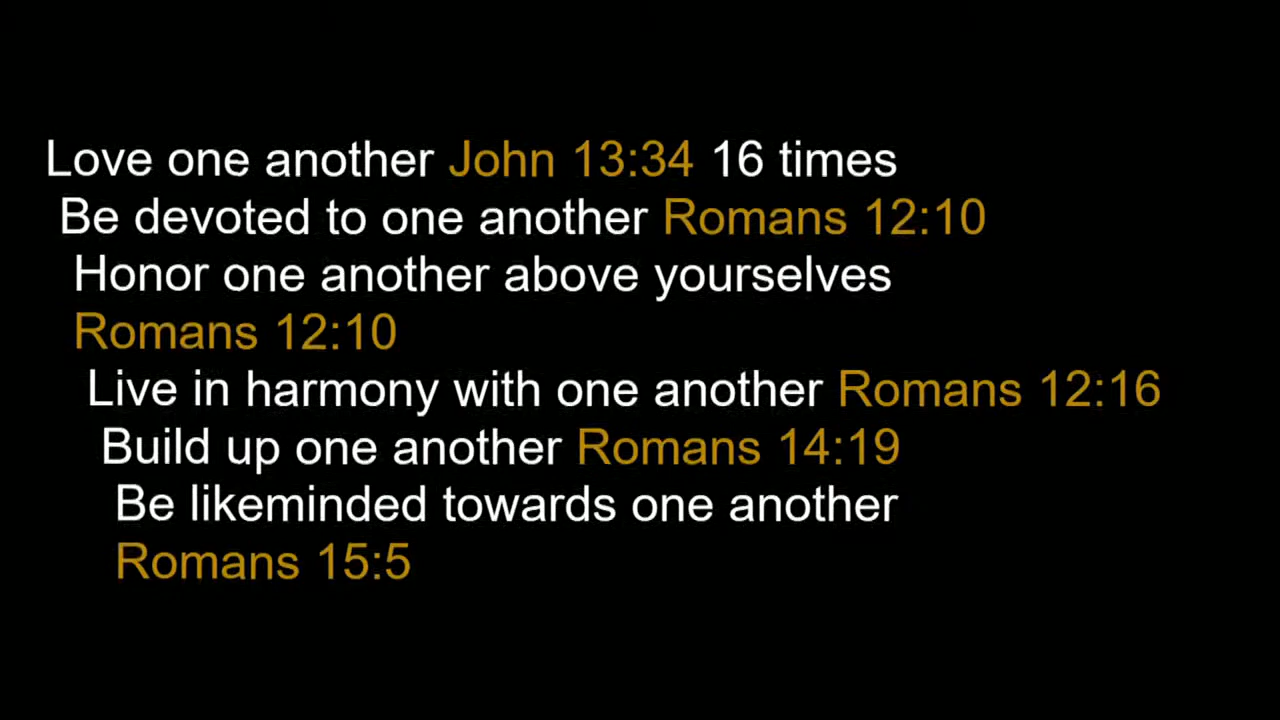 Love one another John 13:34 16 times
Be devoted to one another Romans 12:10
Honor one another above yourselves
Romans 12:10
Live in harmony with one another Romans 12:16
Build up one another Romans 14:19
Be likeminded towards one another
Romans 15:5